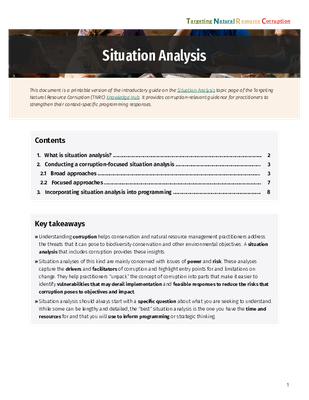 Targeting Natural Resource Corruption
Situation Analysis
This document is a printable version of the introductory guide on the Situation Analysis topic page of the Targeting
Natural Resource Corruption (TNRC) Knowledge Hub. It provides corruption-relevant guidance for practitioners to
strengthen their context-specific programming responses.
Contents
1. What is situation analysis? 2
2. Conducting a corruption-focused situation analysis 3
2.1 Broad approaches 3
2.2 Focused approaches 7
3. Incorporating situation analysis into programming 8
Key takeaways
» Understanding corruption helps conservation and natural resource management practitioners address
the threats that it can pose to biodiversity conservation and other environmental objectives. A situation
analysis that includes corruption provides these insights.
» Situation analyses of this kind are mainly concerned with issues of power and risk. These analyses
capture the drivers and facilitators of corruption and highlight entry points for and limitations on
change. They help practitioners "unpack" the concept of corruption into parts that make it easier to
identify vulnerabilities that may derail implementation and feasible responses to reduce the risks that
corruption poses to objectives and impact.
» Situation analysis should always start with a specific question about what you are seeking to understand.
While some can be lengthy and detailed, the "best" situation analysis is the one you have the time and
resources for and that you will use to inform programming or strategic thinking.
1